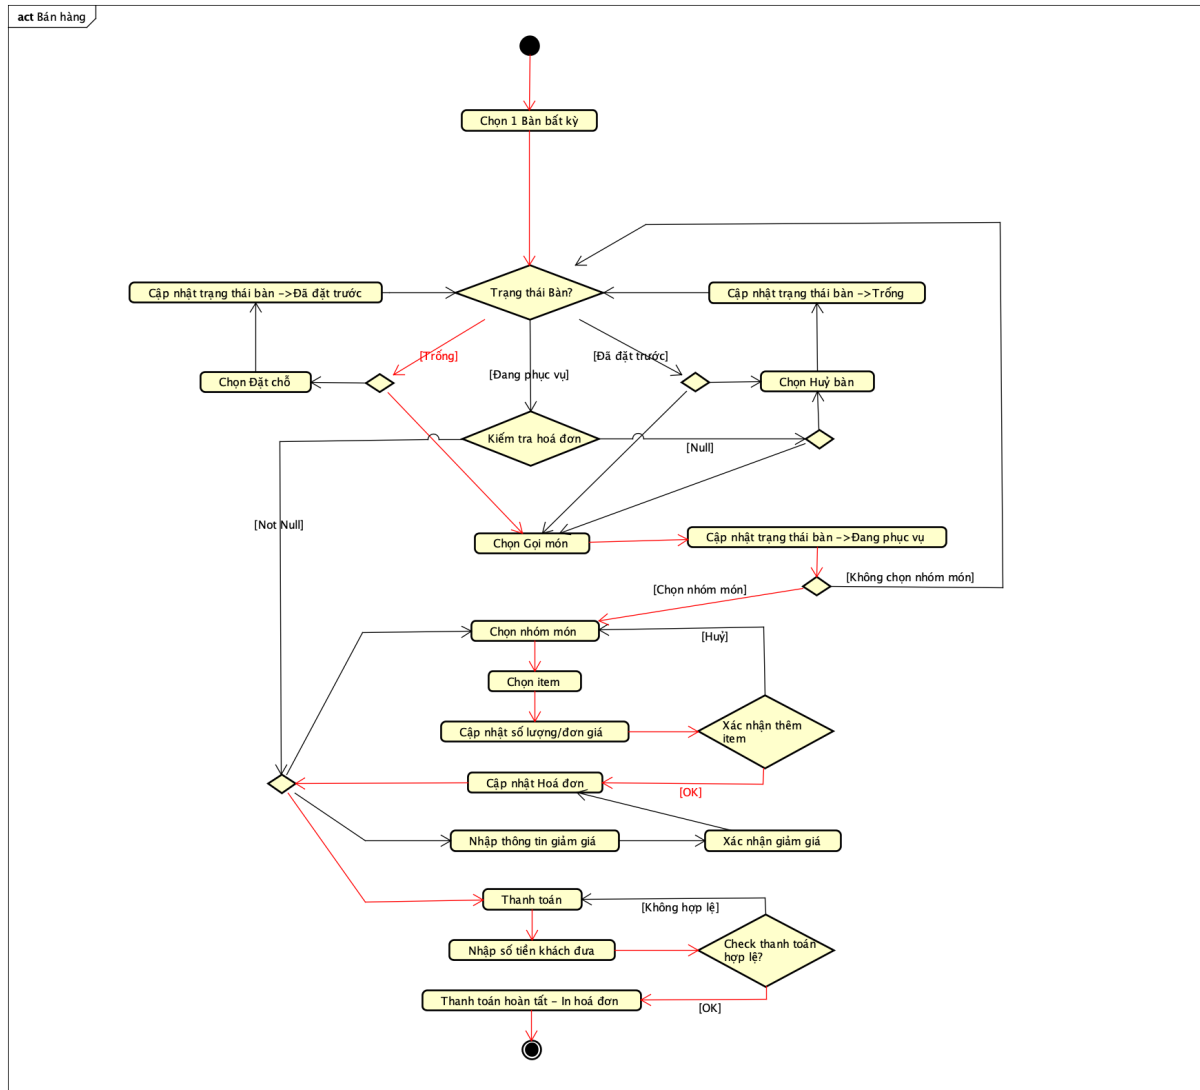 act Bán hàng
Chọn 1 Bàn bất kỳ
Cập nhật trạng thái bàn ->Đã đặt trước
Trạng thái Bàn?
Cập nhật trạng thái bàn ->Trống
[Trống]
[Đã đặt trước]
[Đang phục vụ]
Chọn Đặt chỗ
Chọn Huỷ bàn
Kiểm tra hoá đơn
[Null]
[Not Null]
Chọn Gọi món
Cập nhật trạng thái bàn ->Đang phục vụ
[Không chọn nhóm món]
[Chọn nhóm món]
Chọn nhóm món
[Huỷ]
Chọn item
Cập nhật số lượng/đơn giá
Xác nhận thêm
item
Cập nhật Hoá đơn
[OK]
Nhập thông tin giảm giá
Xác nhận giảm giá
Thanh toán
[Không hợp lệ]
Nhập số tiền khách đưa
Check thanh toán
hợp lệ?
Thanh toán hoàn tất - In hoá đơn
[OK]